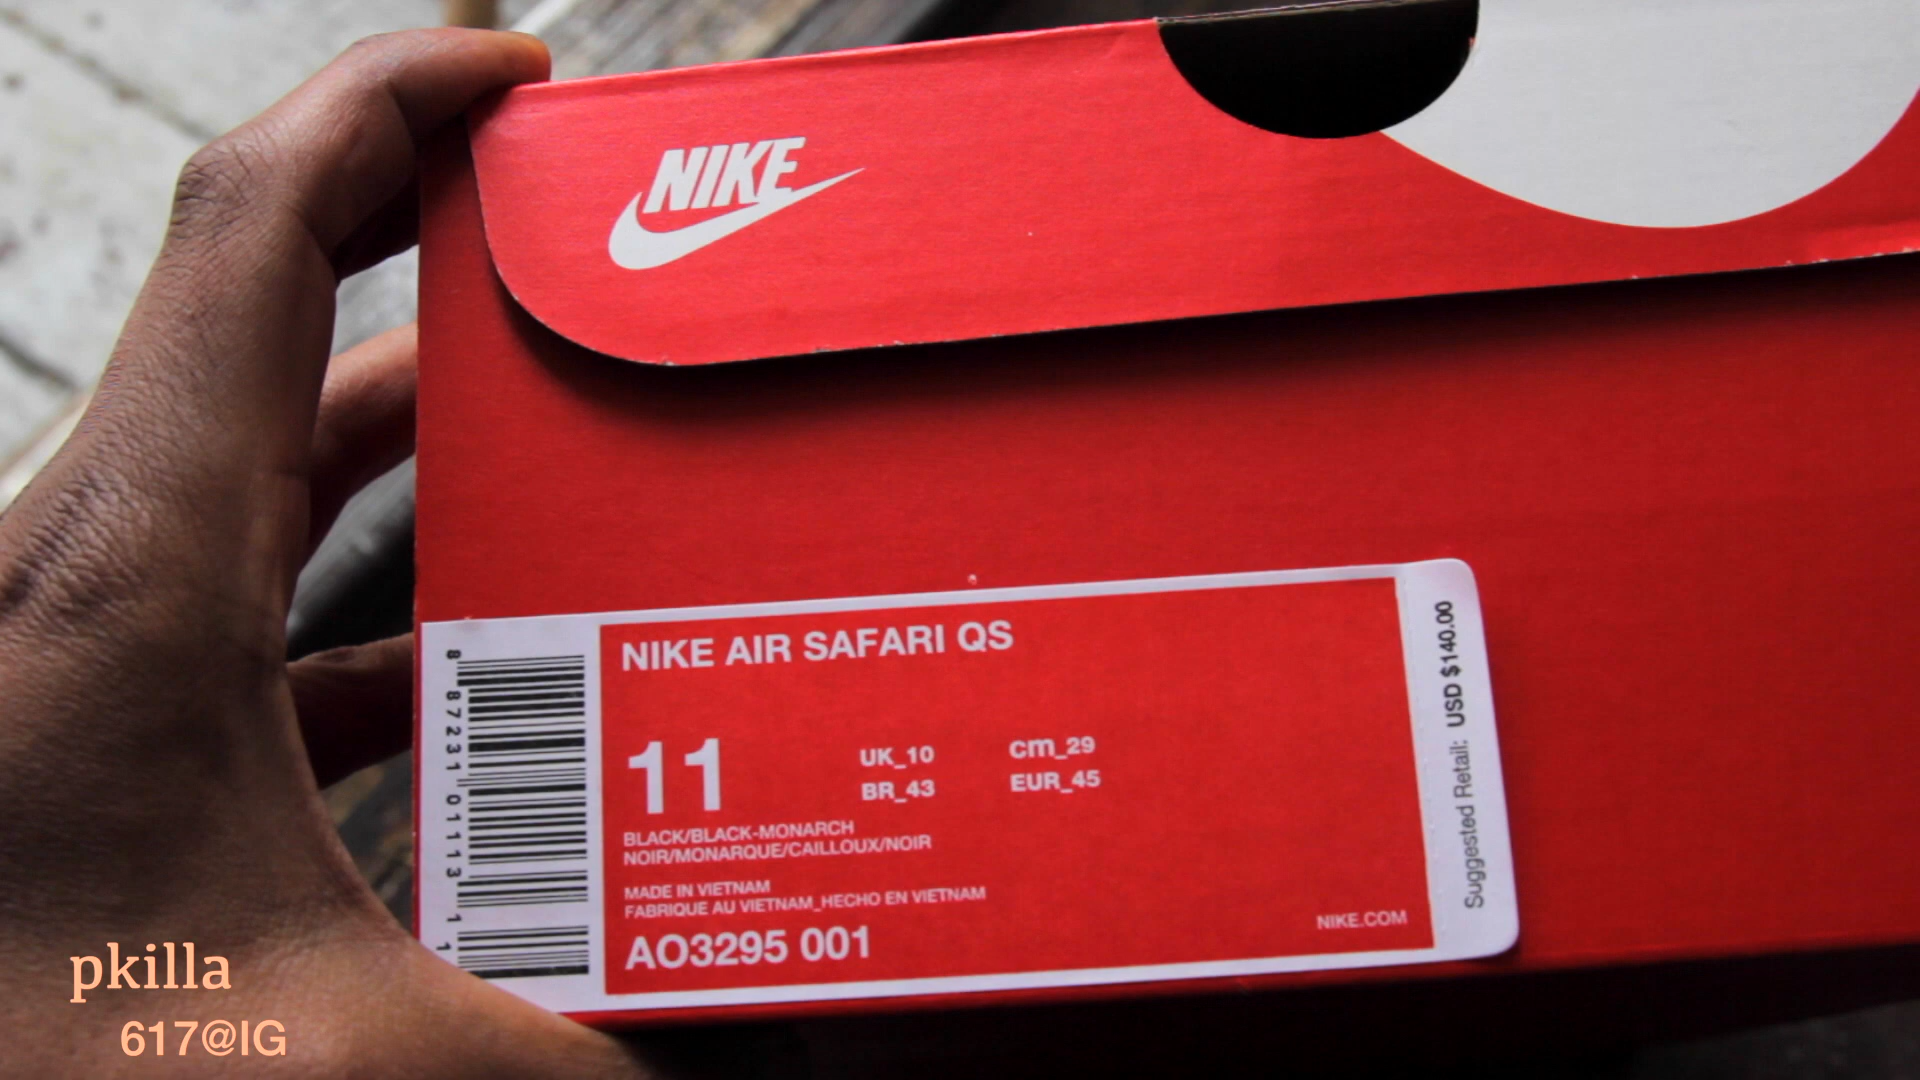 NIKE
NIKE AIR SAFARI QS
11
UK_10 cm_29
BR_43 EUR_45
BLACK/BLACK-MONARCH
NOIR/MONARQUE/CAILLOUX/NOIR
MADE IN VIETNAM
FABRIQUE AU VIETNAM_HECHO EN VIETNAM
AO3295 001
NIKE.COM
Suggested Retail: USD $140.00
8 87231 01113 1 1
pkilla
617@IG